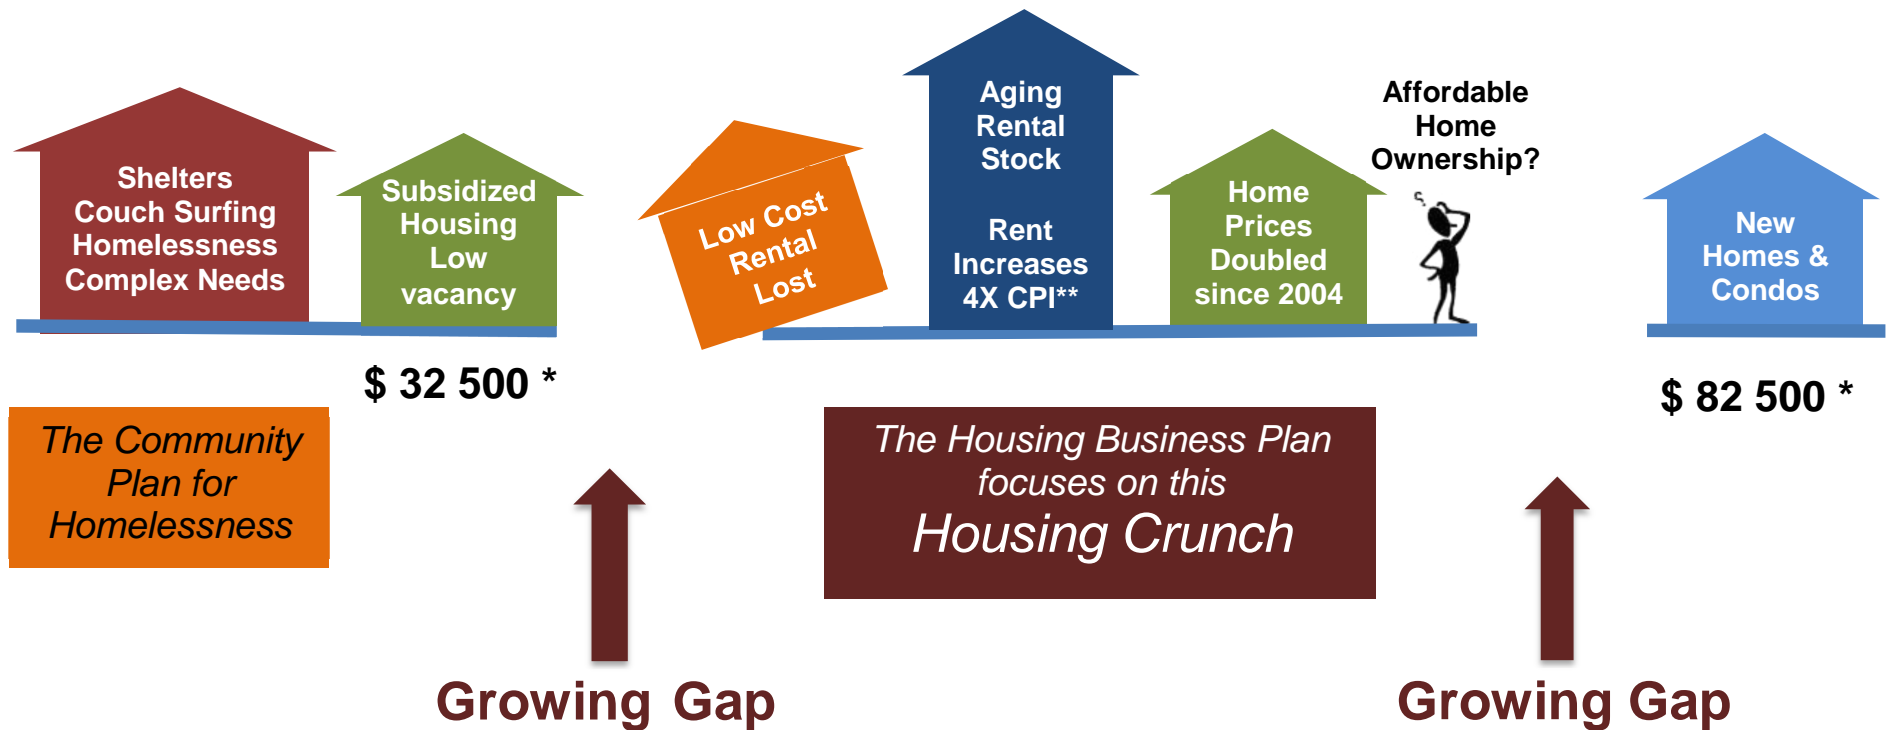 Shelters
Couch Surfing
Homelessness
Complex Needs
Subsidized
Housing
Low
vacancy
Low Cost
Rental
Lost
Aging
Rental
Stock
Rent
Increases
4X CPI**
Home
Prices
Doubled
since 2004
Affordable
Home
Ownership?
New
Homes &
Condos
$ 32 500 *
$ 82 500 *
The Community
Plan for
Homelessness
The Housing Business Plan
focuses on this
Housing Crunch
Growing Gap
Growing Gap